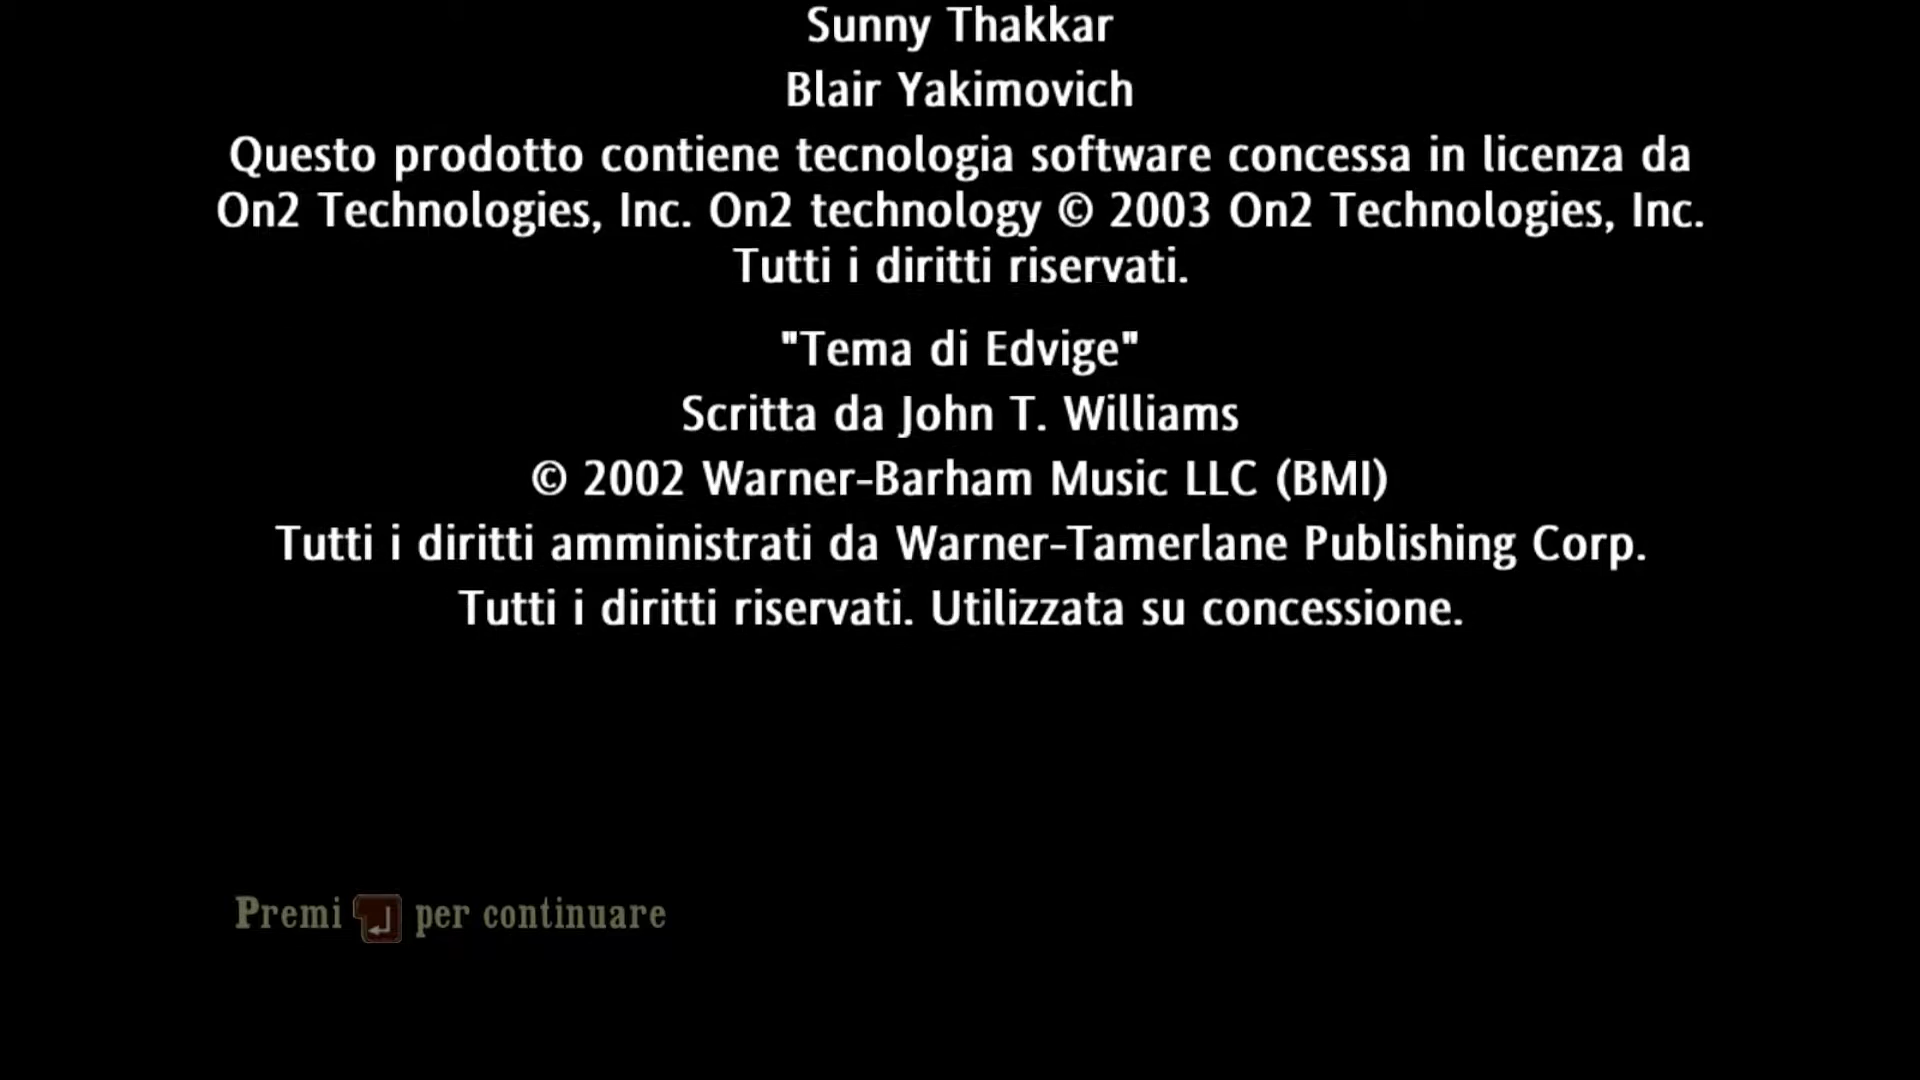 Sunny Thakkar
Blair Yakimovich
Questo prodotto contiene tecnologia software concessa in licenza da
On2 Technologies, Inc. On2 technology © 2003 On2 Technologies, Inc.
Tutti i diritti riservati.
"Tema di Edvige"
Scritta da John T. Williams
© 2002 Warner-Barham Music LLC (BMI)
Tutti i diritti amministrati da Warner-Tamerlane Publishing Corp.
Tutti i diritti riservati. Utilizzata su concessione.
Premi per continuare